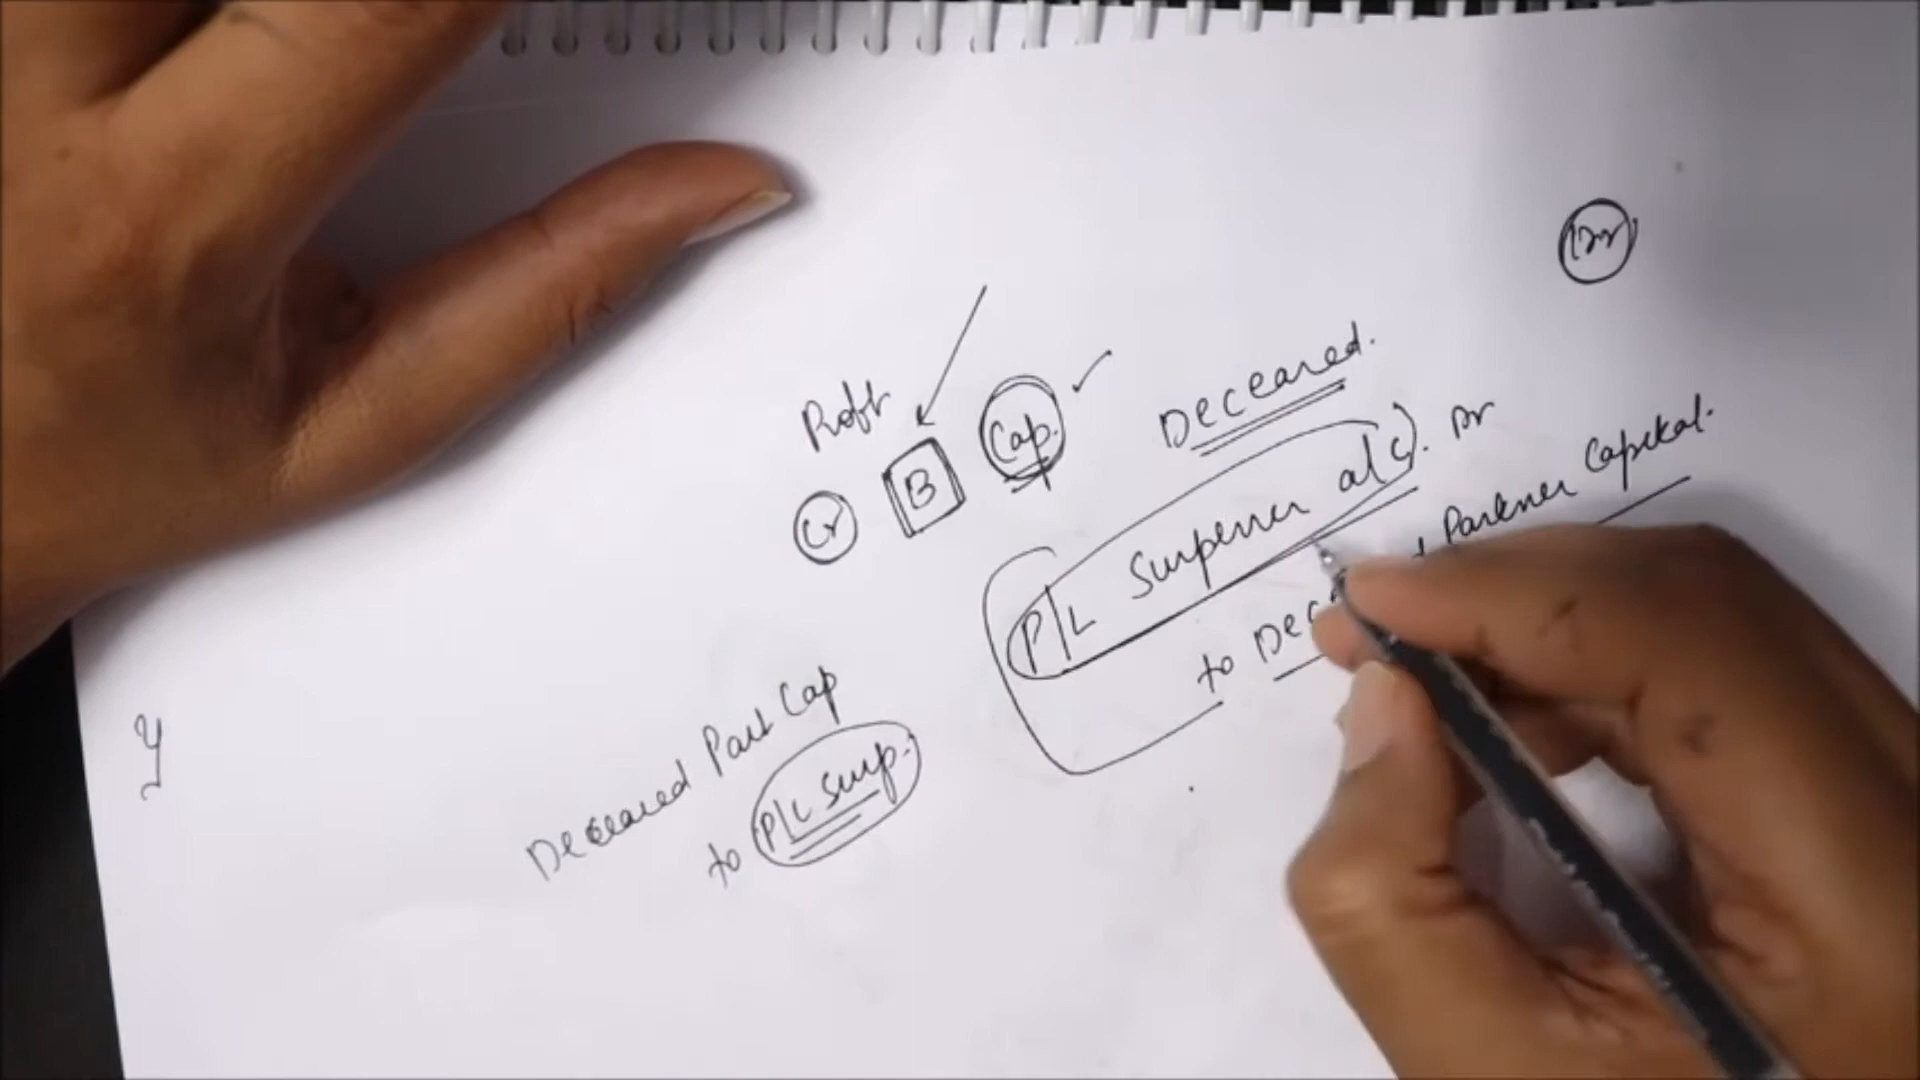 Dr
Profit
Cr B Cap.
Deceased.
P/L Suspense a/c. Dr
to Dec Partner Capital.
Deceased Part Cap
to P/L Susp.